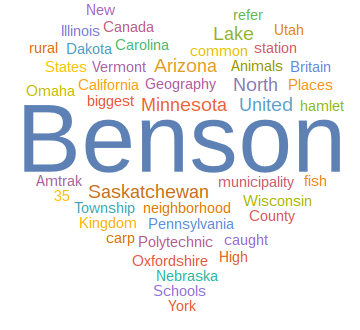 New
refer
Illinois Canada Lake Utah
rural Dakota Carolina common station
States Vermont Arizona Animals Britain
Omaha California Geography North Places
biggest Minnesota United hamlet
Benson
Amtrak Saskatchewan municipality fish
35 Township neighborhood Wisconsin
Kingdom Pennsylvania County
carp Polytechnic caught
Oxfordshire High
Nebraska
Schools
York